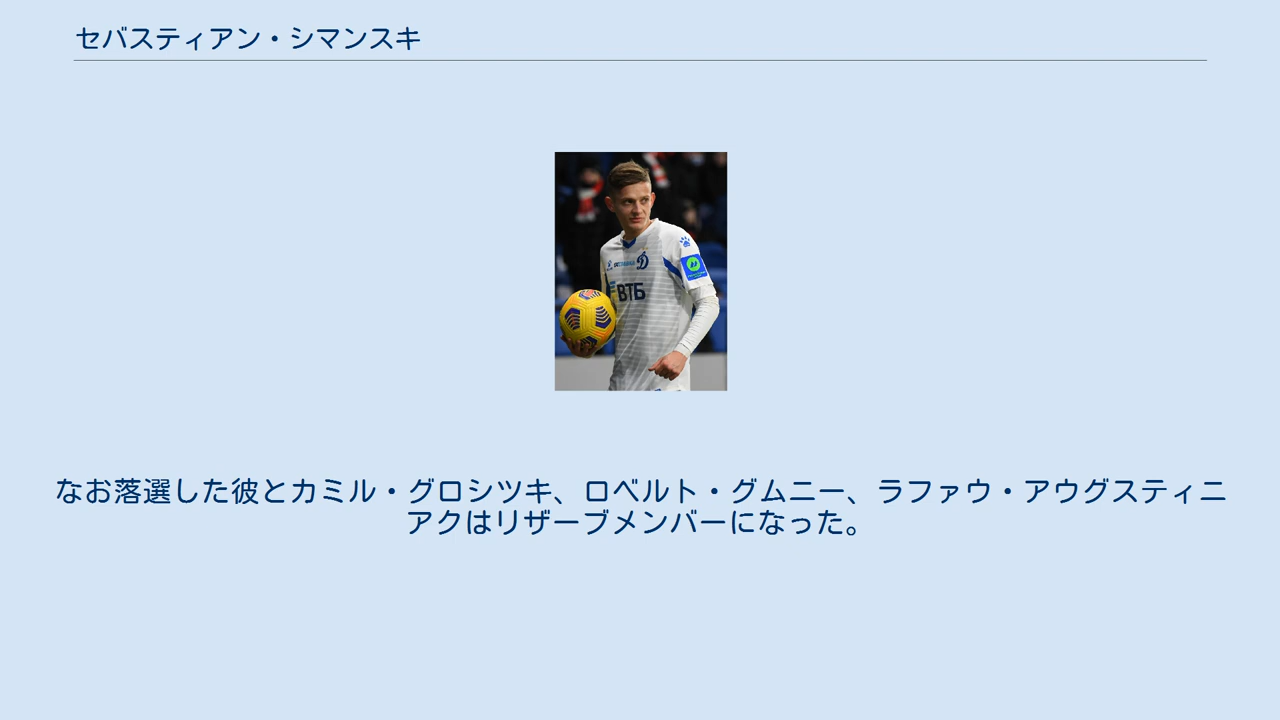 セバスティアン・シマンスキ
ВТБ
なお落選した彼とカミル・グロシツキ、ロベルト・グムニー、ラファウ・アウグスティニ
アクはリザーブメンバーになった。